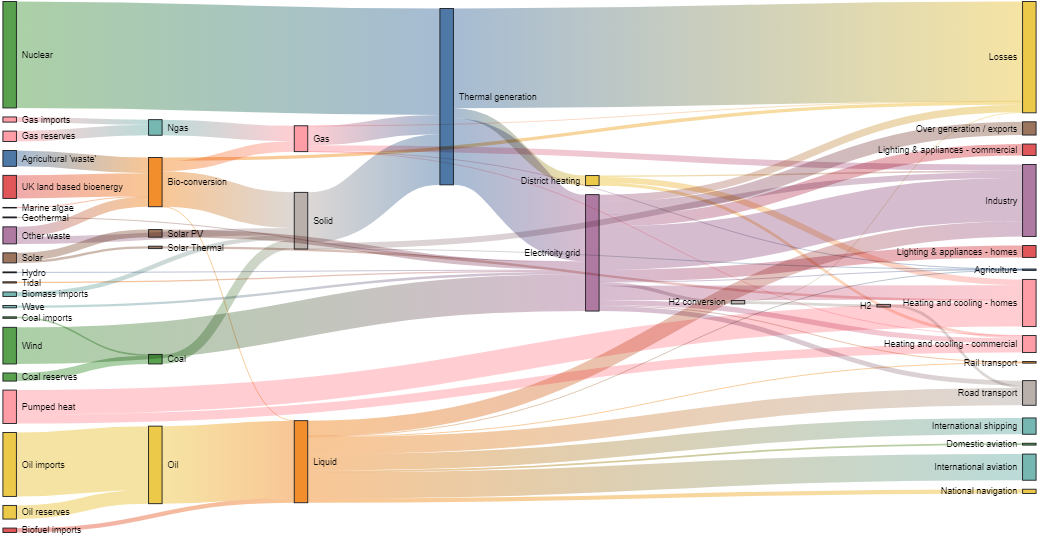 Nuclear
Gas imports
Gas reserves
Agricultural 'waste'
UK land based bioenergy
Marine algae
Geothermal
Other waste
Solar
Hydro
Tidal
Biomass imports
Wave
Coal imports
Wind
Coal reserves
Pumped heat
Oil imports
Oil reserves
Biofuel imports
Ngas
Bio-conversion
Solar PV
Solar Thermal
Coal
Oil
Gas
Solid
Liquid
Thermal generation
District heating
Electricity grid
H2 conversion
H2
Losses
Over generation / exports
Lighting & appliances - commercial
Industry
Lighting & appliances - homes
Agriculture
Heating and cooling - homes
Heating and cooling - commercial
Rail transport
Road transport
International shipping
Domestic aviation
International aviation
National navigation